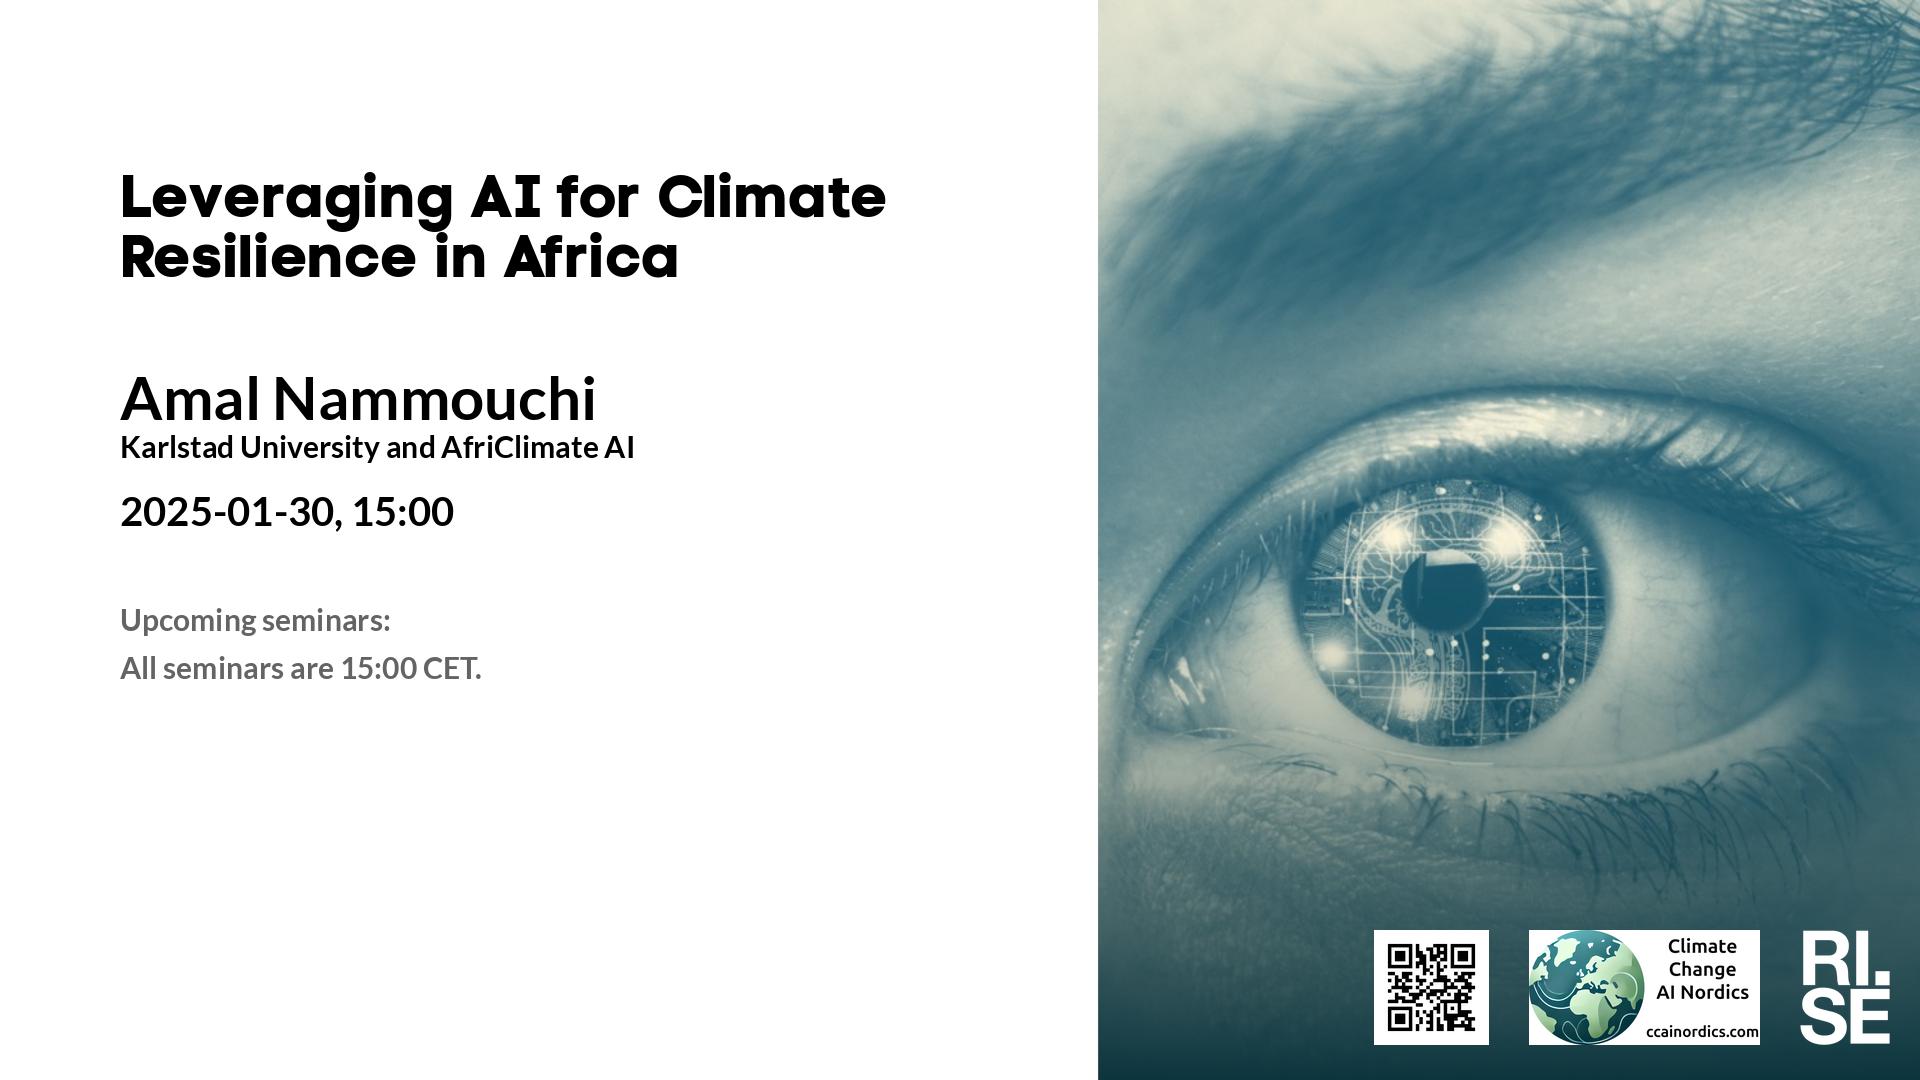 Leveraging AI for Climate
Resilience in Africa
Amal Nammouchi
Karlstad University and AfriClimate AI
2025-01-30, 15:00
Upcoming seminars:
All seminars are 15:00 CET.
Climate
Change
AI Nordics
ccainordics.com
RI.
SE